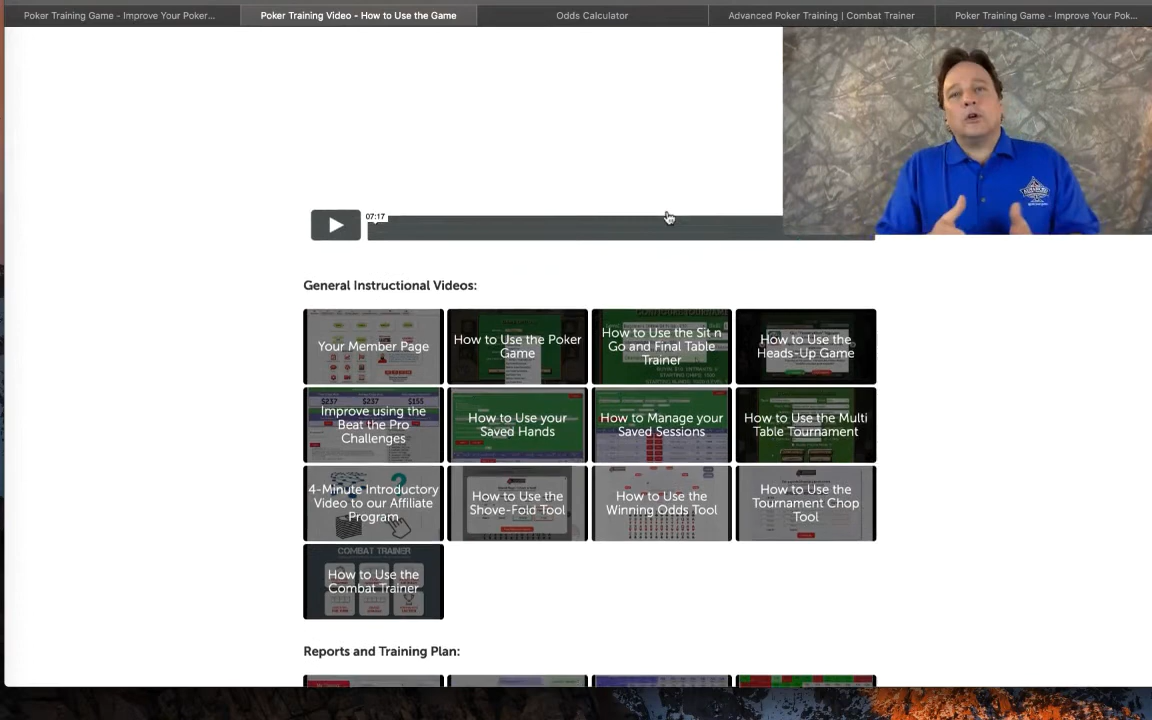 Poker Training Game - Improve Your Poker...
Poker Training Video - How to Use the Game
Odds Calculator
Advanced Poker Training | Combat Trainer
Poker Training Game - Improve Your Pok...
07:17
General Instructional Videos:
Your Member Page
How to Use the Poker
Game
How to Use the Sit n
Go and Final Table
Trainer
How to Use the
Heads-Up Game
$237
$237
$155
Improve using the
Beat the Pro
Challenges
How to Use your
Saved Hands
How to Manage your
Saved Sessions
How to Use the Multi
Table Tournament
4-Minute Introductory
Video to our Affiliate
Program
How to Use the
Shove-Fold Tool
How to Use the
Winning Odds Tool
How to Use the
Tournament Chop
Tool
COMBAT TRAINER
How to Use the
Combat Trainer
Reports and Training Plan: